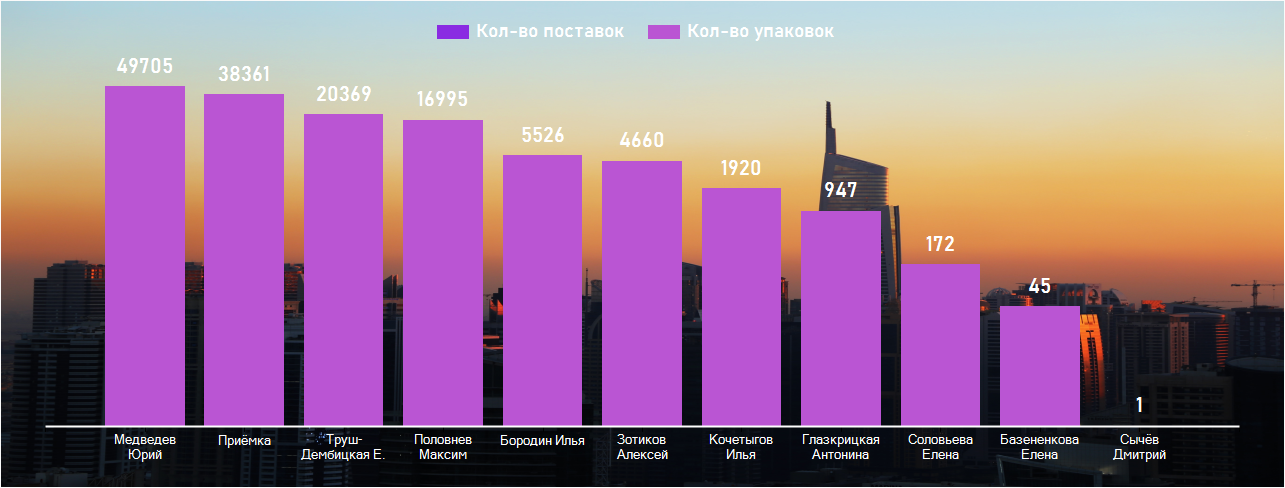 Кол-во поставок Кол-во упаковок
49705
38361
20369
16995
5526
4660
1920
947
172
45
1
Медведев
Юрий
Приёмка
Труш-
Дембицкая Е.
Половнев
Максим
Бородин Илья
Зотиков
Алексей
Кочетыгов
Илья
Глазкрицкая
Антонина
Соловьева
Елена
Базененкова
Елена
Сычёв
Дмитрий